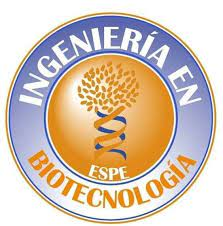 INGENIERÍA EN
ESPE
BIOTECNOLOGÍA